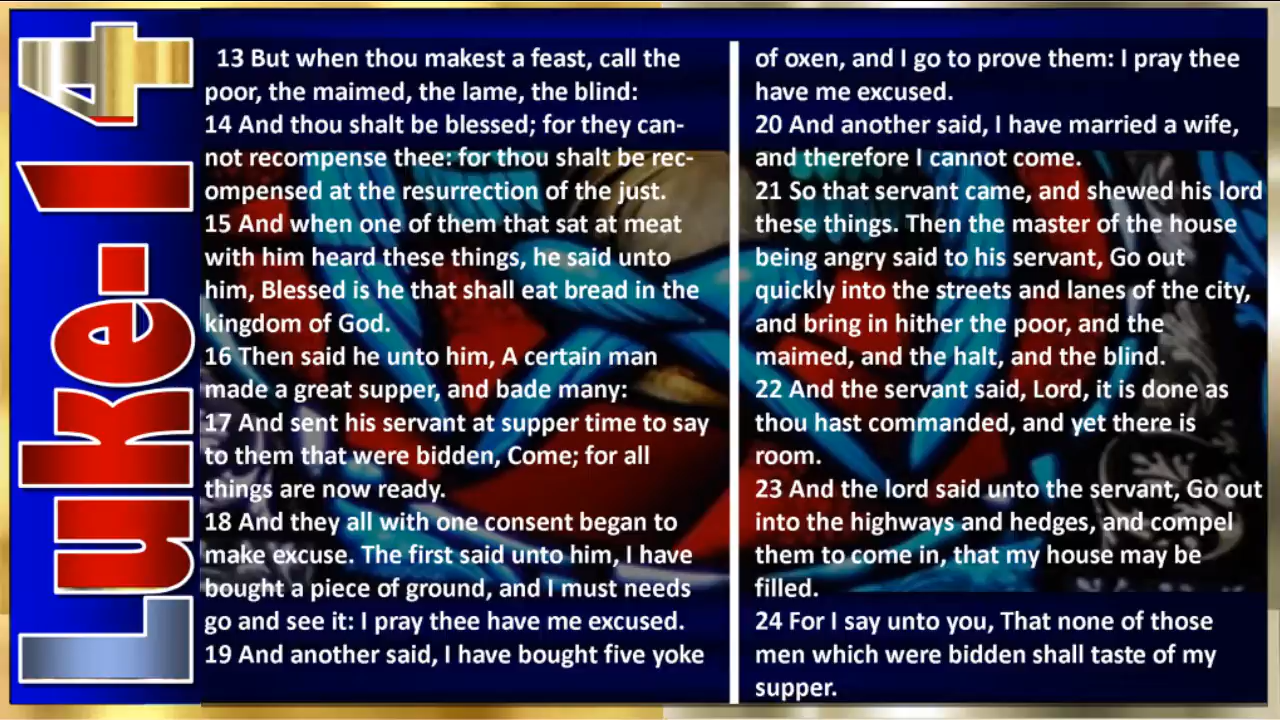 Luke-14
13 But when thou makest a feast, call the
poor, the maimed, the lame, the blind:
14 And thou shalt be blessed; for they can-
not recompense thee: for thou shalt be rec-
ompensed at the resurrection of the just.
15 And when one of them that sat at meat
with him heard these things, he said unto
him, Blessed is he that shall eat bread in the
kingdom of God.
16 Then said he unto him, A certain man
made a great supper, and bade many:
17 And sent his servant at supper time to say
to them that were bidden, Come; for all
things are now ready.
18 And they all with one consent began to
make excuse. The first said unto him, I have
bought a piece of ground, and I must needs
go and see it: I pray thee have me excused.
19 And another said, I have bought five yoke
of oxen, and I go to prove them: I pray thee
have me excused.
20 And another said, I have married a wife,
and therefore I cannot come.
21 So that servant came, and shewed his lord
these things. Then the master of the house
being angry said to his servant, Go out
quickly into the streets and lanes of the city,
and bring in hither the poor, and the
maimed, and the halt, and the blind.
22 And the servant said, Lord, it is done as
thou hast commanded, and yet there is
room.
23 And the lord said unto the servant, Go out
into the highways and hedges, and compel
them to come in, that my house may be
filled.
24 For I say unto you, That none of those
men which were bidden shall taste of my
supper.